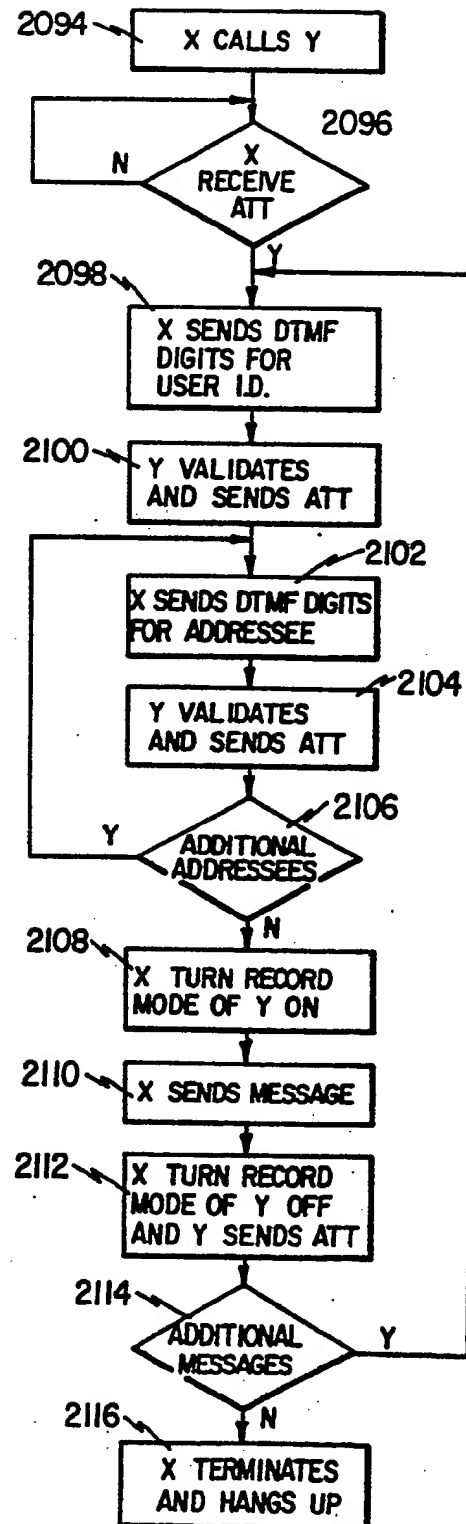 2094
X CALLS Y
2096
N
X
RECEIVE
ATT
Y
2098
X SENDS DTMF
DIGITS FOR
USER I.D.
2100
Y VALIDATES
AND SENDS ATT
2102
X SENDS DTMF DIGITS
FOR ADDRESSEE
2104
Y VALIDATES
AND SENDS ATT
2106
Y
ADDITIONAL
ADDRESSEES
N
2108
X TURN RECORD
MODE OF Y ON
2110
X SENDS MESSAGE
2112
X TURN RECORD
MODE OF Y OFF
AND Y SENDS ATT
2114
ADDITIONAL
MESSAGES
Y
N
2116
X TERMINATES
AND HANGS UP